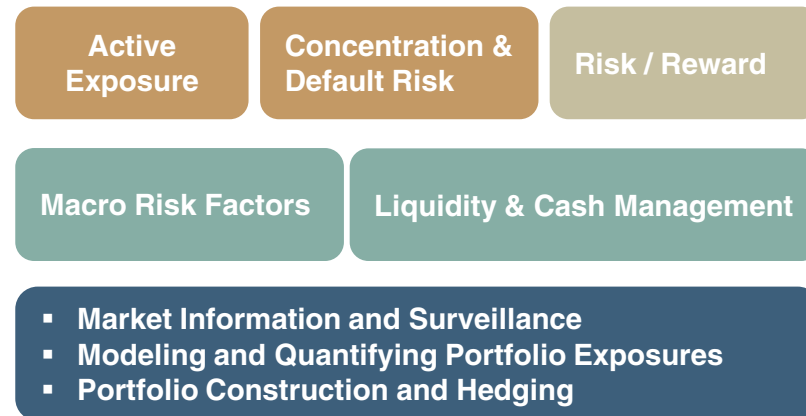 Active
Exposure
Concentration &
Default Risk
Risk / Reward
Macro Risk Factors
Liquidity & Cash Management
▪ Market Information and Surveillance
▪ Modeling and Quantifying Portfolio Exposures
▪ Portfolio Construction and Hedging